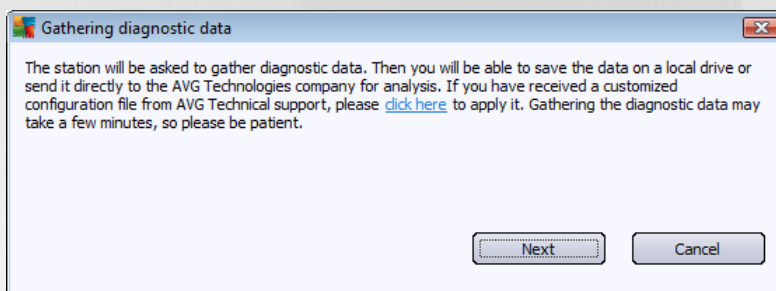 Gathering diagnostic data
The station will be asked to gather diagnostic data. Then you will be able to save the data on a local drive or
send it directly to the AVG Technologies company for analysis. If you have received a customized
configuration file from AVG Technical support, please click here to apply it. Gathering the diagnostic data may
take a few minutes, so please be patient.
Next Cancel